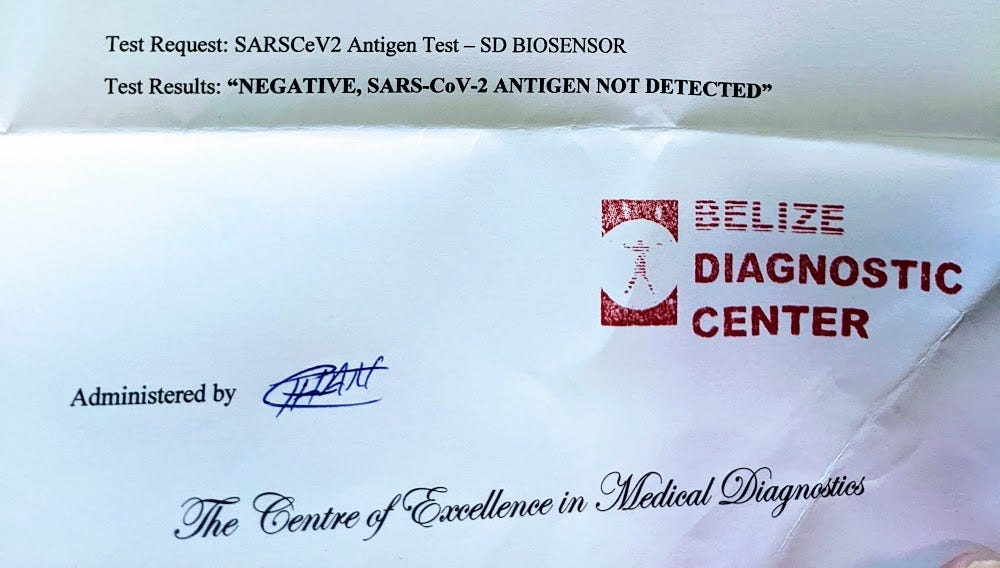 Test Request: SARSCeV2 Antigen Test – SD BIOSENSOR
Test Results: “NEGATIVE, SARS-CoV-2 ANTIGEN NOT DETECTED”
BELIZE
DIAGNOSTIC
CENTER
Administered by
The Centre of Excellence in Medical Diagnostics